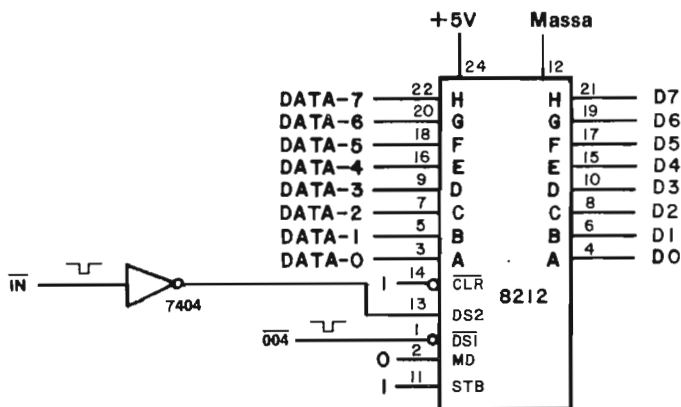 +5V Massa
24 12
DATA-7 22 H H 21 D7
DATA-6 20 G G 19 D6
DATA-5 18 F F 17 D5
DATA-4 16 E E 15 D4
DATA-3 9 D D 10 D3
DATA-2 7 C C 8 D2
DATA-1 5 B B 6 D1
DATA-0 3 A A 4 D0
IN 7404
1 14 CLR 8212
13 DS2
004 1 DS1
0 2 MD
1 11 STB